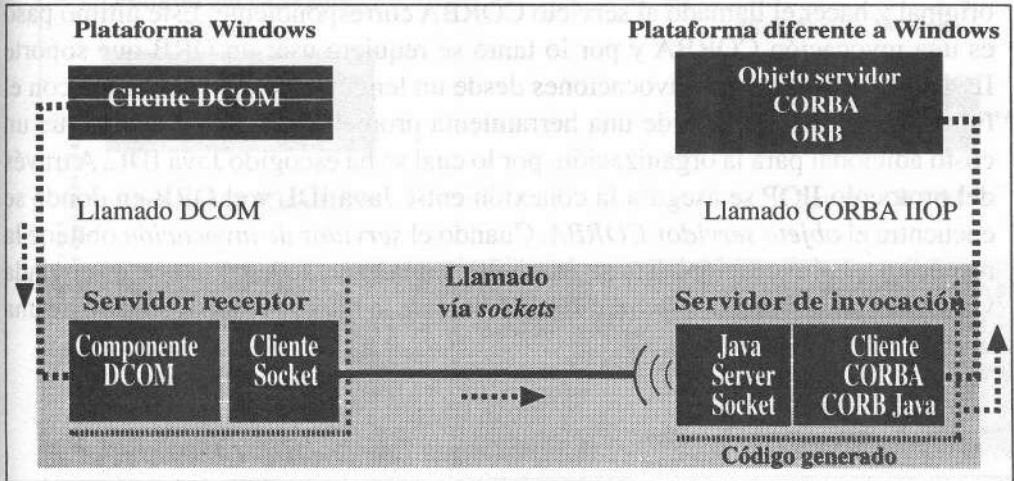 Plataforma Windows
Plataforma diferente a Windows
Cliente DCOM
Objeto servidor
CORBA
ORB
Llamado DCOM
Llamado CORBA IIOP
Llamado
vía sockets
Servidor receptor
Servidor de invocación
Componente
DCOM
Cliente
Socket
Java
Server
Socket
Cliente
CORBA
CORB Java
Código generado